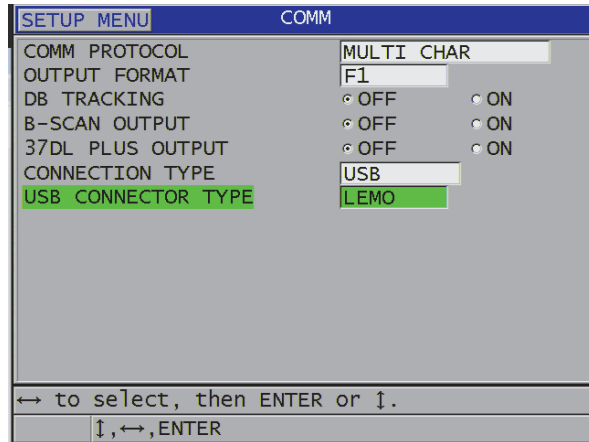 SETUP MENU COMM
COMM PROTOCOL MULTI CHAR
OUTPUT FORMAT F1
DB TRACKING OFF ON
B-SCAN OUTPUT OFF ON
37DL PLUS OUTPUT OFF ON
CONNECTION TYPE USB
USB CONNECTOR TYPE LEMO
↔ to select, then ENTER or ↕.
↕,↔,ENTER